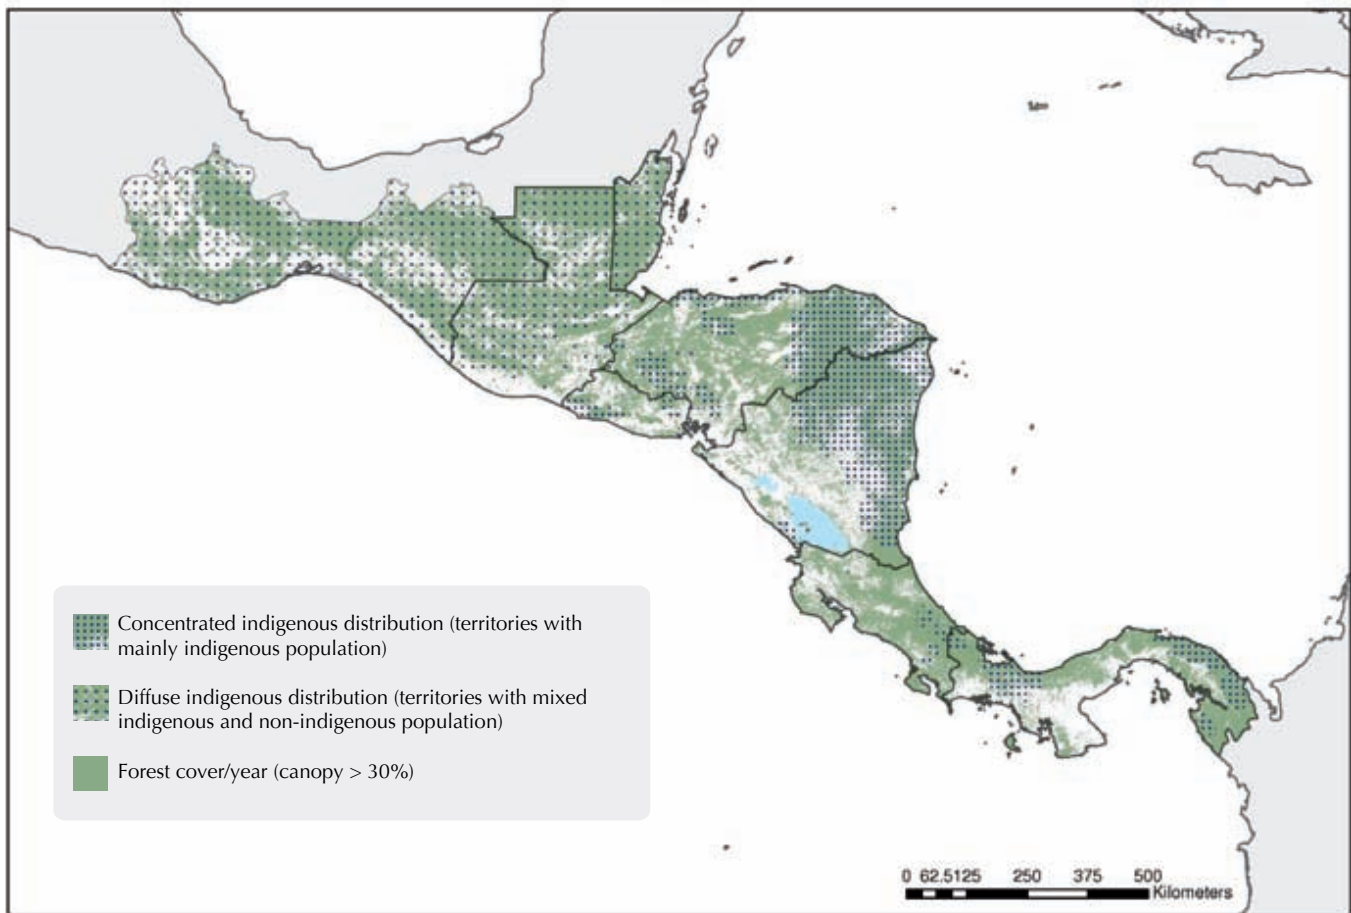 Concentrated indigenous distribution (territories with
mainly indigenous population)
Diffuse indigenous distribution (territories with mixed
indigenous and non-indigenous population)
Forest cover/year (canopy > 30%)
0 62.5125 250 375 500
Kilometers